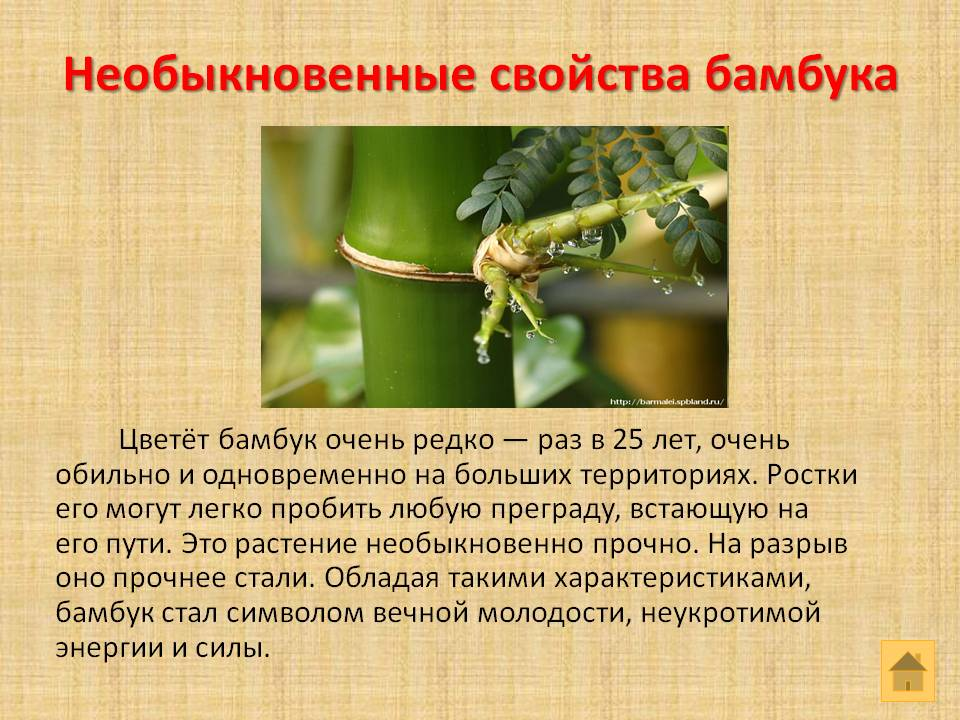 Необыкновенные свойства бамбука
http://barmalei.spbland.ru/
Цветёт бамбук очень редко — раз в 25 лет, очень
обильно и одновременно на больших территориях. Ростки
его могут легко пробить любую преграду, встающую на
его пути. Это растение необыкновенно прочно. На разрыв
оно прочнее стали. Обладая такими характеристиками,
бамбук стал символом вечной молодости, неукротимой
энергии и силы.